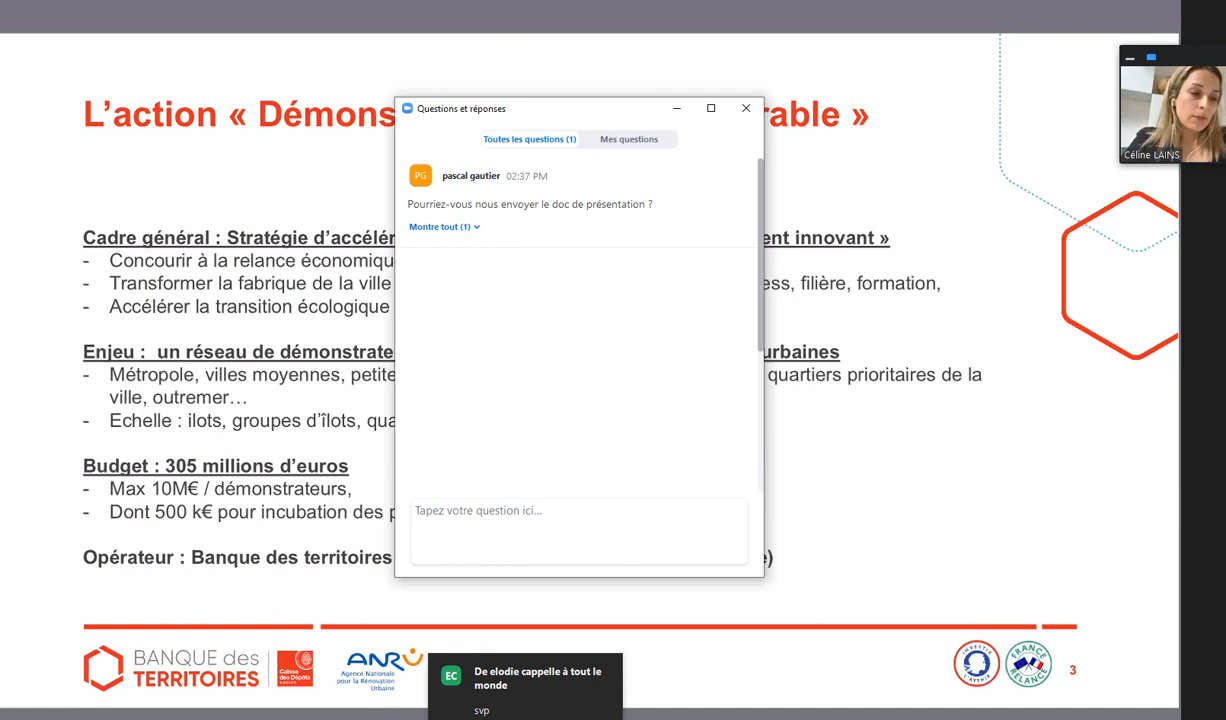 L'action « Démons
rable »
Cadre général : Stratégie d'accélér
ent innovant »
- Concourir à la relance économiqu
- Transformer la fabrique de la ville
ess, filière, formation,
- Accélérer la transition écologique
Enjeu : un réseau de démonstrate
urbaines
- Métropole, villes moyennes, petite
quartiers prioritaires de la
ville, outremer…
- Echelle : ilots, groupes d'îlots, qua
Budget : 305 millions d'euros
- Max 10M€ / démonstrateurs,
- Dont 500 k€ pour incubation des p
Opérateur : Banque des territoires
e)
Questions et réponses
Toutes les questions (1)
Mes questions
PG
pascal gautier 02:37 PM
Pourriez-vous nous envoyer le doc de présentation ?
Montre tout (1)
Tapez votre question ici...
Céline LAINS
BANQUE des
TERRITOIRES
Caisse
des Dépôts
GROUPE
ANRU
Agence Nationale
pour la Rénovation
Urbaine
EC
De elodie cappelle à tout le
monde
svp
FRANCE
RELANCE
3